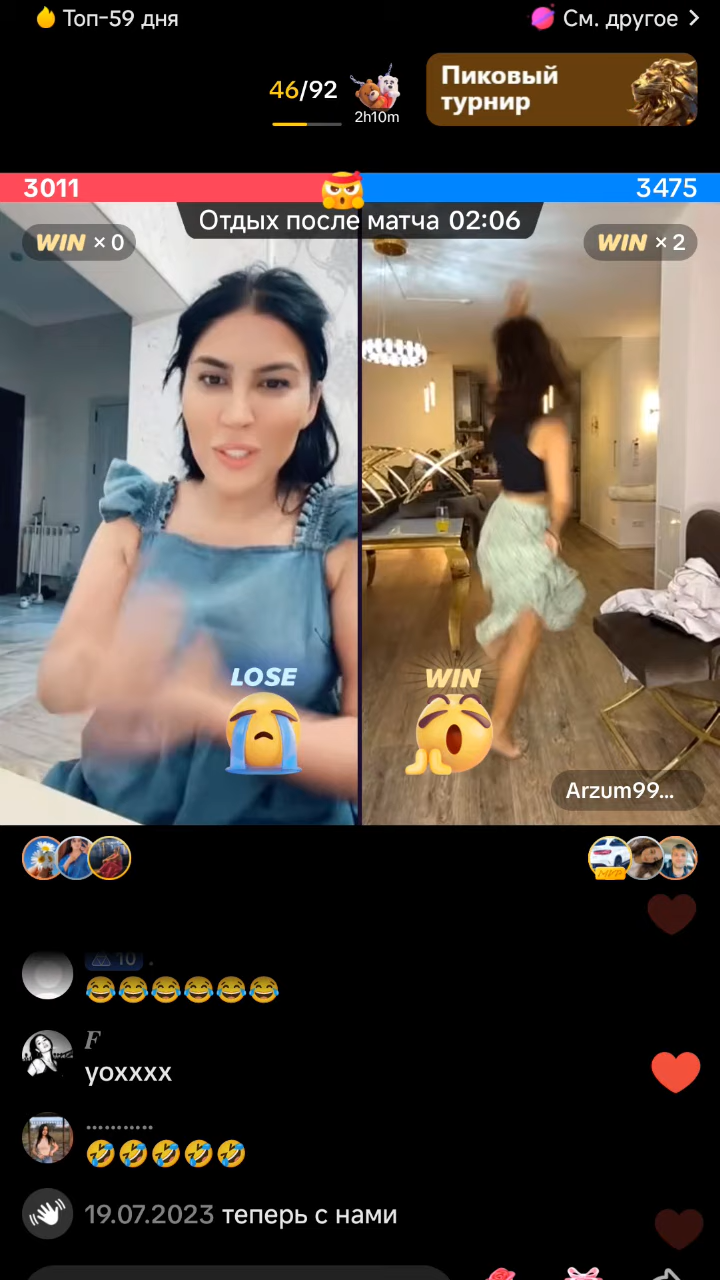 Топ-59 дня
См. другое
46/92
2h10m
Пиковый
турнир
3011
3475
Отдых после матча 02:06
WIN × 0
WIN × 2
LOSE
WIN
Arzum99...
MVP
10 .
F
yoxxxx
...........
19.07.2023 теперь с нами